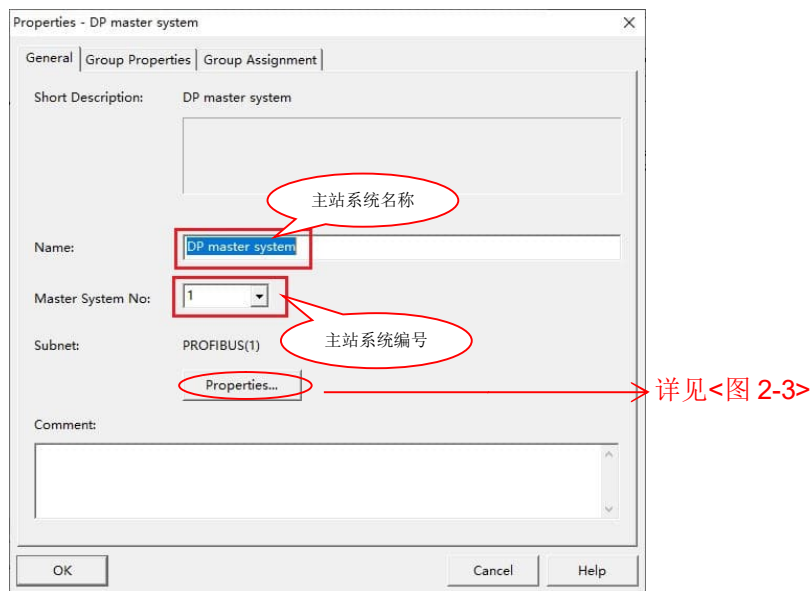 Properties - DP master system
General Group Properties Group Assignment
Short Description: DP master system
主站系统名称
Name: DP master system
Master System No: 1
主站系统编号
Subnet: PROFIBUS(1)
Properties...
详见<图 2-3>
Comment:
OK Cancel Help